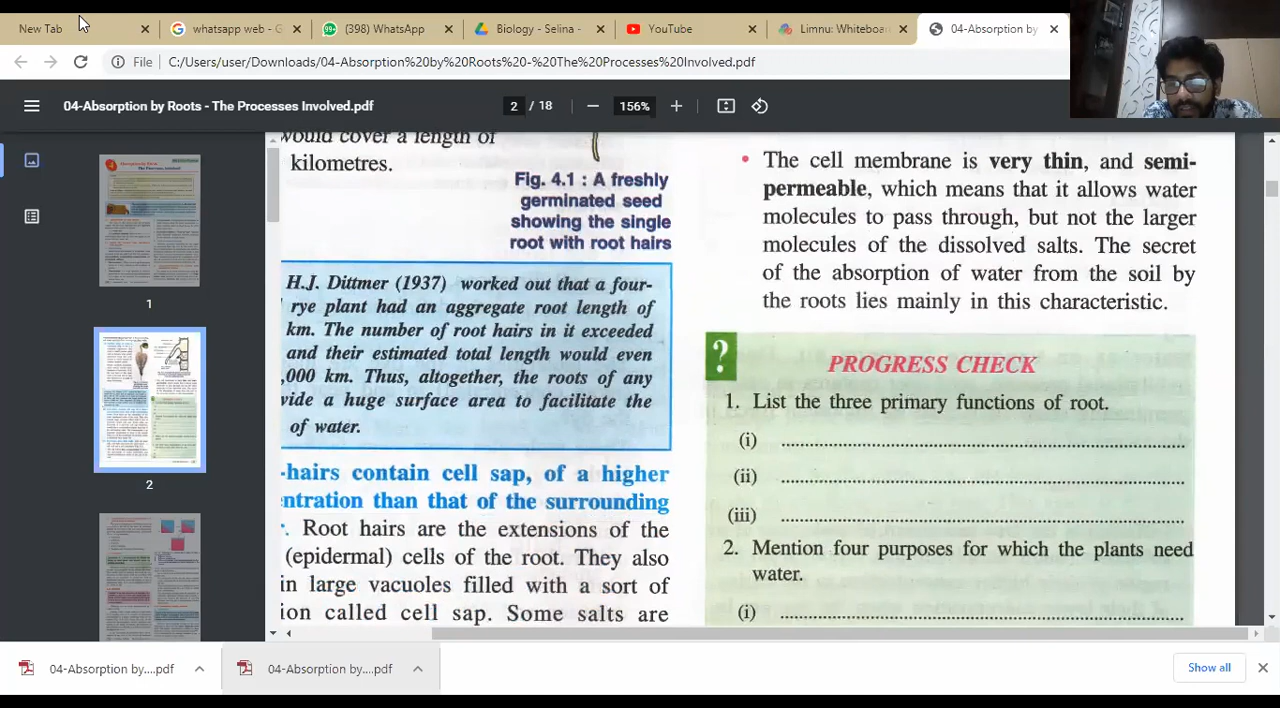 New Tab
whatsapp web - G
99+
(398) WhatsApp
Biology - Selina -
YouTube
Limnu: Whiteboar
04-Absorption by
File
C:/Users/user/Downloads/04-Absorption%20by%20Roots%20-%20The%20Processes%20Involved.pdf
04-Absorption by Roots - The Processes Involved.pdf
2 / 18
156%
1
2
would cover a length of
kilometres.
Fig. 4.1 : A freshly
germinated seed
showing the single
root with root hairs
H.J. Dittmer (1937) worked out that a four-
rye plant had an aggregate root length of
km. The number of root hairs in it exceeded
and their estimated total length would even
,000 km. Thus, altogether, the roots of any
vide a huge surface area to facilitate the
f water.
-hairs contain cell sap, of a higher
ntration than that of the surrounding
Root hairs are the extensions of the
(epidermal) cells of the root. They also
in large vacuoles filled with a sort of
ion called cell sap. Some salts are
• The cell membrane is very thin, and semi-
permeable, which means that it allows water
molecules to pass through, but not the larger
molecules of the dissolved salts. The secret
of the absorption of water from the soil by
the roots lies mainly in this characteristic.
?
PROGRESS CHECK
1. List the three primary functions of root.
(i) ....................
(ii) ....................
(iii) ....................
2. Mention four purposes for which the plants need
water.
(i) ....................
04-Absorption by....pdf
04-Absorption by....pdf
Show all